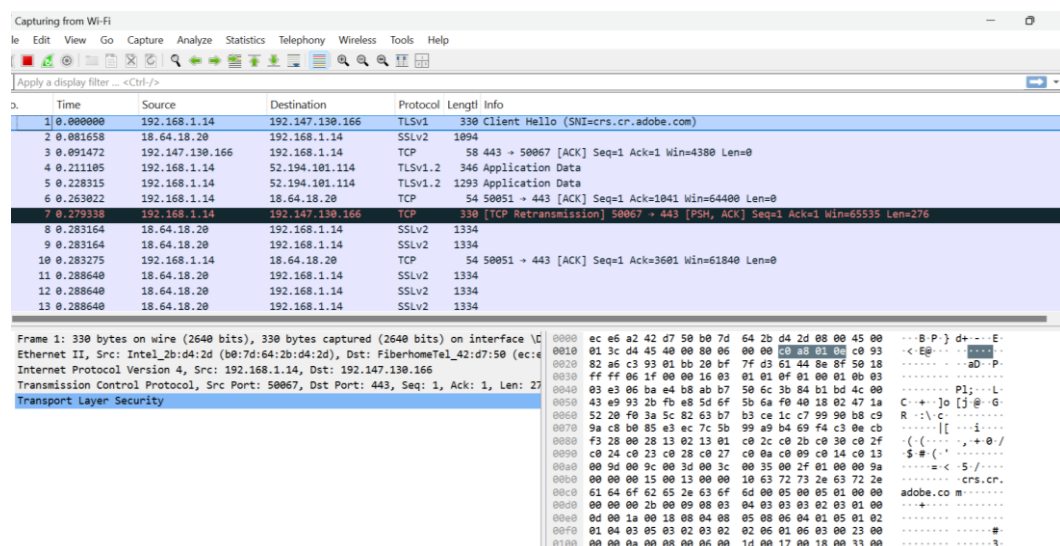 Capturing from Wi-Fi
le Edit View Go Capture Analyze Statistics Telephony Wireless Tools Help
Apply a display filter ... <Ctrl-/>
o. Time Source Destination Protocol Lengtl Info
1 0.000000 192.168.1.14 192.147.130.166 TLSv1 330 Client Hello (SNI=crs.cr.adobe.com)
2 0.081658 18.64.18.20 192.168.1.14 SSLv2 1094
3 0.091472 192.147.130.166 192.168.1.14 TCP 58 443 → 50067 [ACK] Seq=1 Ack=1 Win=4380 Len=0
4 0.211105 192.168.1.14 52.194.101.114 TLSv1.2 346 Application Data
5 0.228315 192.168.1.14 52.194.101.114 TLSv1.2 1293 Application Data
6 0.263022 192.168.1.14 18.64.18.20 TCP 54 50051 → 443 [ACK] Seq=1 Ack=1041 Win=64400 Len=0
7 0.279338 192.168.1.14 192.147.130.166 TCP 330 [TCP Retransmission] 50067 → 443 [PSH, ACK] Seq=1 Ack=1 Win=65535 Len=276
8 0.283164 18.64.18.20 192.168.1.14 SSLv2 1334
9 0.283164 18.64.18.20 192.168.1.14 SSLv2 1334
10 0.283275 192.168.1.14 18.64.18.20 TCP 54 50051 → 443 [ACK] Seq=1 Ack=3601 Win=61840 Len=0
11 0.288640 18.64.18.20 192.168.1.14 SSLv2 1334
12 0.288640 18.64.18.20 192.168.1.14 SSLv2 1334
13 0.288640 18.64.18.20 192.168.1.14 SSLv2 1334
Frame 1: 330 bytes on wire (2640 bits), 330 bytes captured (2640 bits) on interface \D
Ethernet II, Src: Intel_2b:d4:2d (b0:7d:64:2b:d4:2d), Dst: FiberhomeTel_42:d7:50 (ec:e
Internet Protocol Version 4, Src: 192.168.1.14, Dst: 192.147.130.166
Transmission Control Protocol, Src Port: 50067, Dst Port: 443, Seq: 1, Ack: 1, Len: 27
Transport Layer Security
0000 ec e6 a2 42 d7 50 b0 7d 64 2b d4 2d 08 00 45 00 ···B·P·} d+·-··E·
0010 01 3c d4 45 40 00 80 06 00 00 c0 a8 01 0e c0 93 ·<·E@··· ········
0020 82 a6 c3 93 01 bb 20 bf 7f d3 61 44 8e 8f 50 18 ······ · ··aD··P·
0030 ff ff 06 1f 00 00 16 03 01 01 0f 01 00 01 0b 03 ········ ········
0040 03 e3 06 ba e4 b8 ab b7 50 6c 3b 84 b1 bd 4c 00 ········ Pl;···L·
0050 43 e9 93 2b fb e8 5d 6f 5b 6a f0 40 18 02 47 1a C··+··]o [j·@··G·
0060 52 20 f0 3a 5c 82 63 b7 b3 ce 1c c7 99 90 b8 c9 R ·:\·c· ········
0070 9a c8 b0 85 e3 ec 7c 5b 99 a9 b4 69 f4 c3 0e cb ······|[ ···i····
0080 f3 28 00 28 13 02 13 01 c0 2c c0 2b c0 30 c0 2f ·(·(···· ·,·+·0·/
0090 c0 24 c0 23 c0 28 c0 27 c0 0a c0 09 c0 14 c0 13 ·$·#·(·' ········
00a0 00 9d 00 9c 00 3d 00 3c 00 35 00 2f 01 00 00 9a ·····=·< ·5·/····
00b0 00 00 00 15 00 13 00 00 10 63 72 73 2e 63 72 2e ········ ·crs.cr.
00c0 61 64 6f 62 65 2e 63 6f 6d 00 05 00 05 01 00 00 adobe.co m·······
00d0 00 00 00 2b 00 09 08 03 04 03 03 03 02 03 01 00 ···+···· ········
00e0 0d 00 1a 00 18 08 04 08 05 08 06 04 01 05 01 02 ········ ········
00f0 01 04 03 05 03 02 03 02 02 06 01 06 03 00 23 00 ········ ······#·
0100 00 00 0a 00 08 00 06 00 1d 00 17 00 18 00 33 00 ········ ······3·